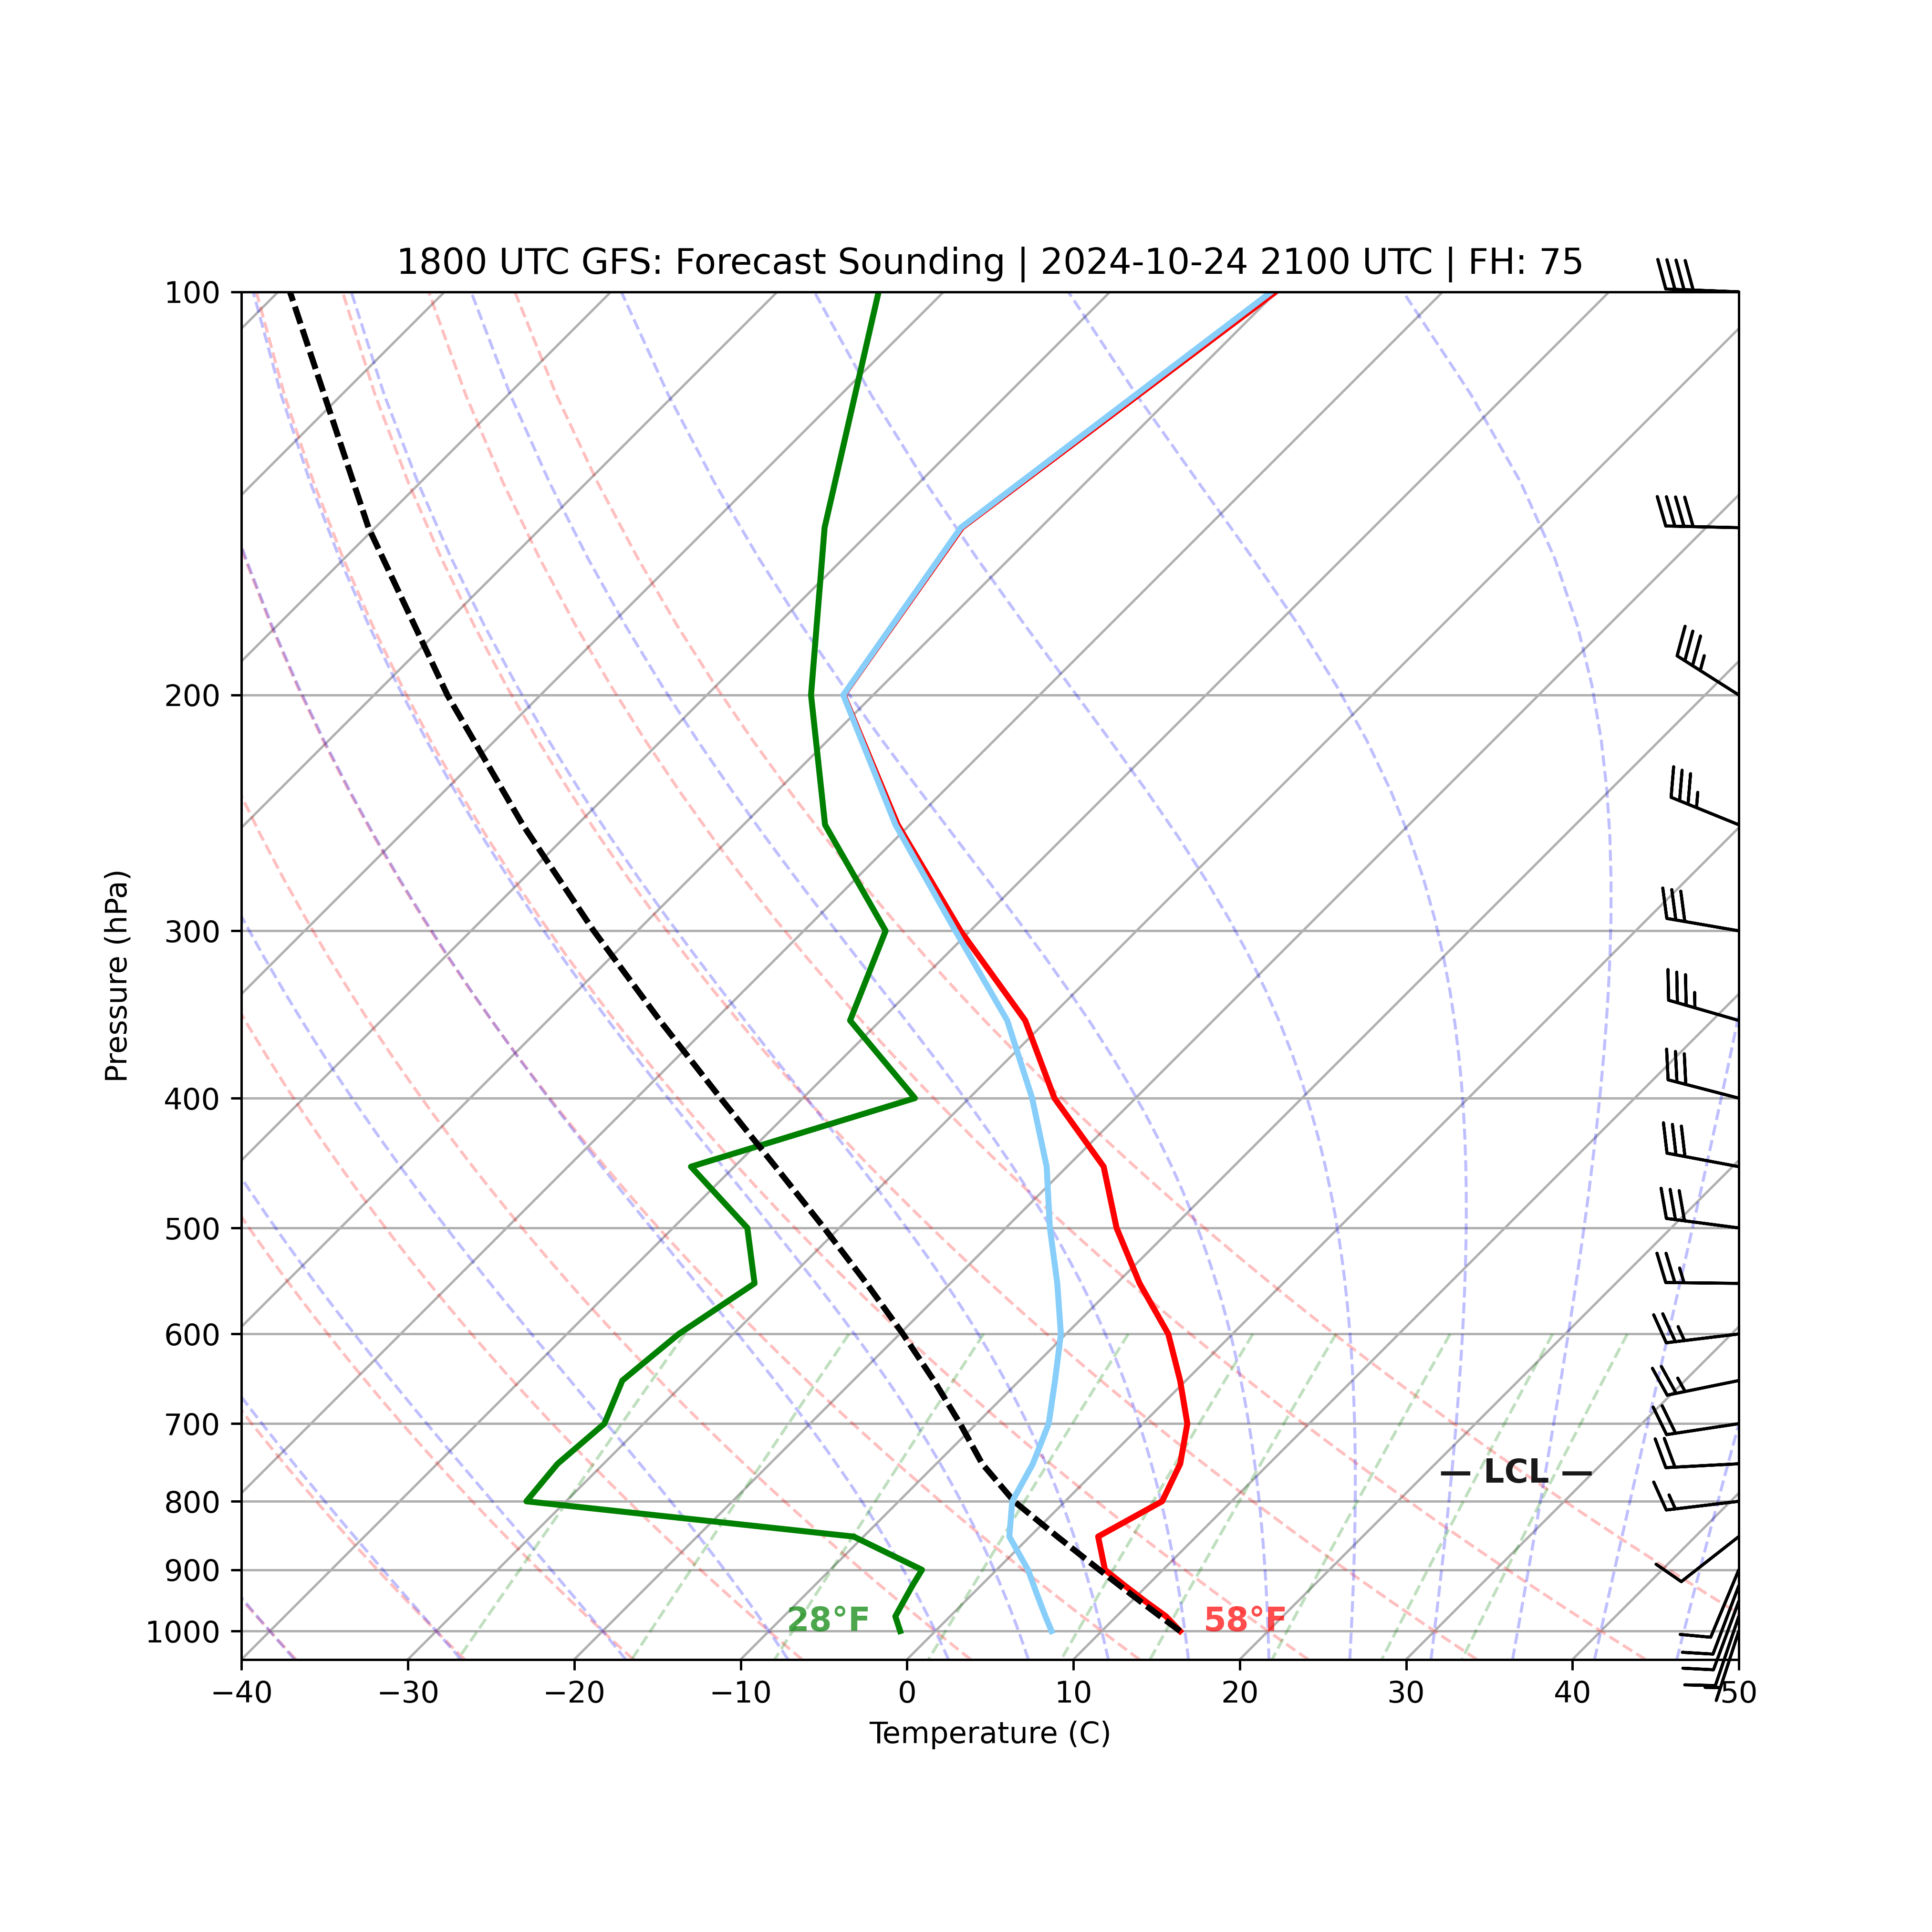 1800 UTC GFS: Forecast Sounding | 2024-10-24 2100 UTC | FH: 75
100
200
300
400
500
600
700
800
900
1000
Pressure (hPa)
— LCL —
28°F
58°F
−40 −30 −20 −10 0 10 20 30 40 50
Temperature (C)